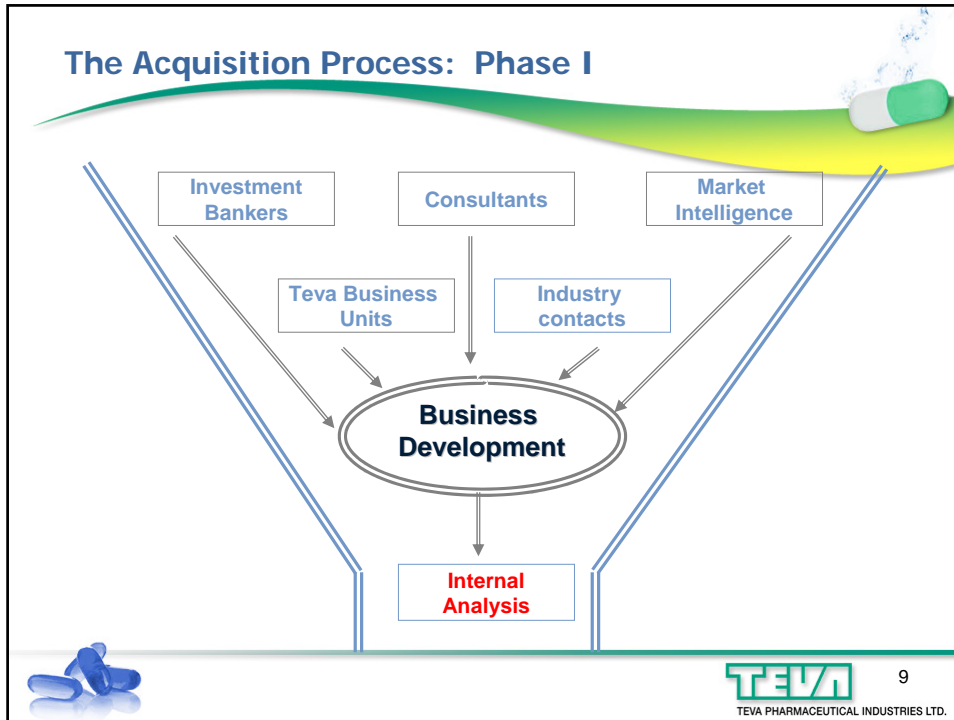 The Acquisition Process: Phase I
Investment
Bankers
Consultants
Market
Intelligence
Teva Business
Units
Industry
contacts
Business
Development
Internal
Analysis
TEVA
TEVA PHARMACEUTICAL INDUSTRIES LTD.
9